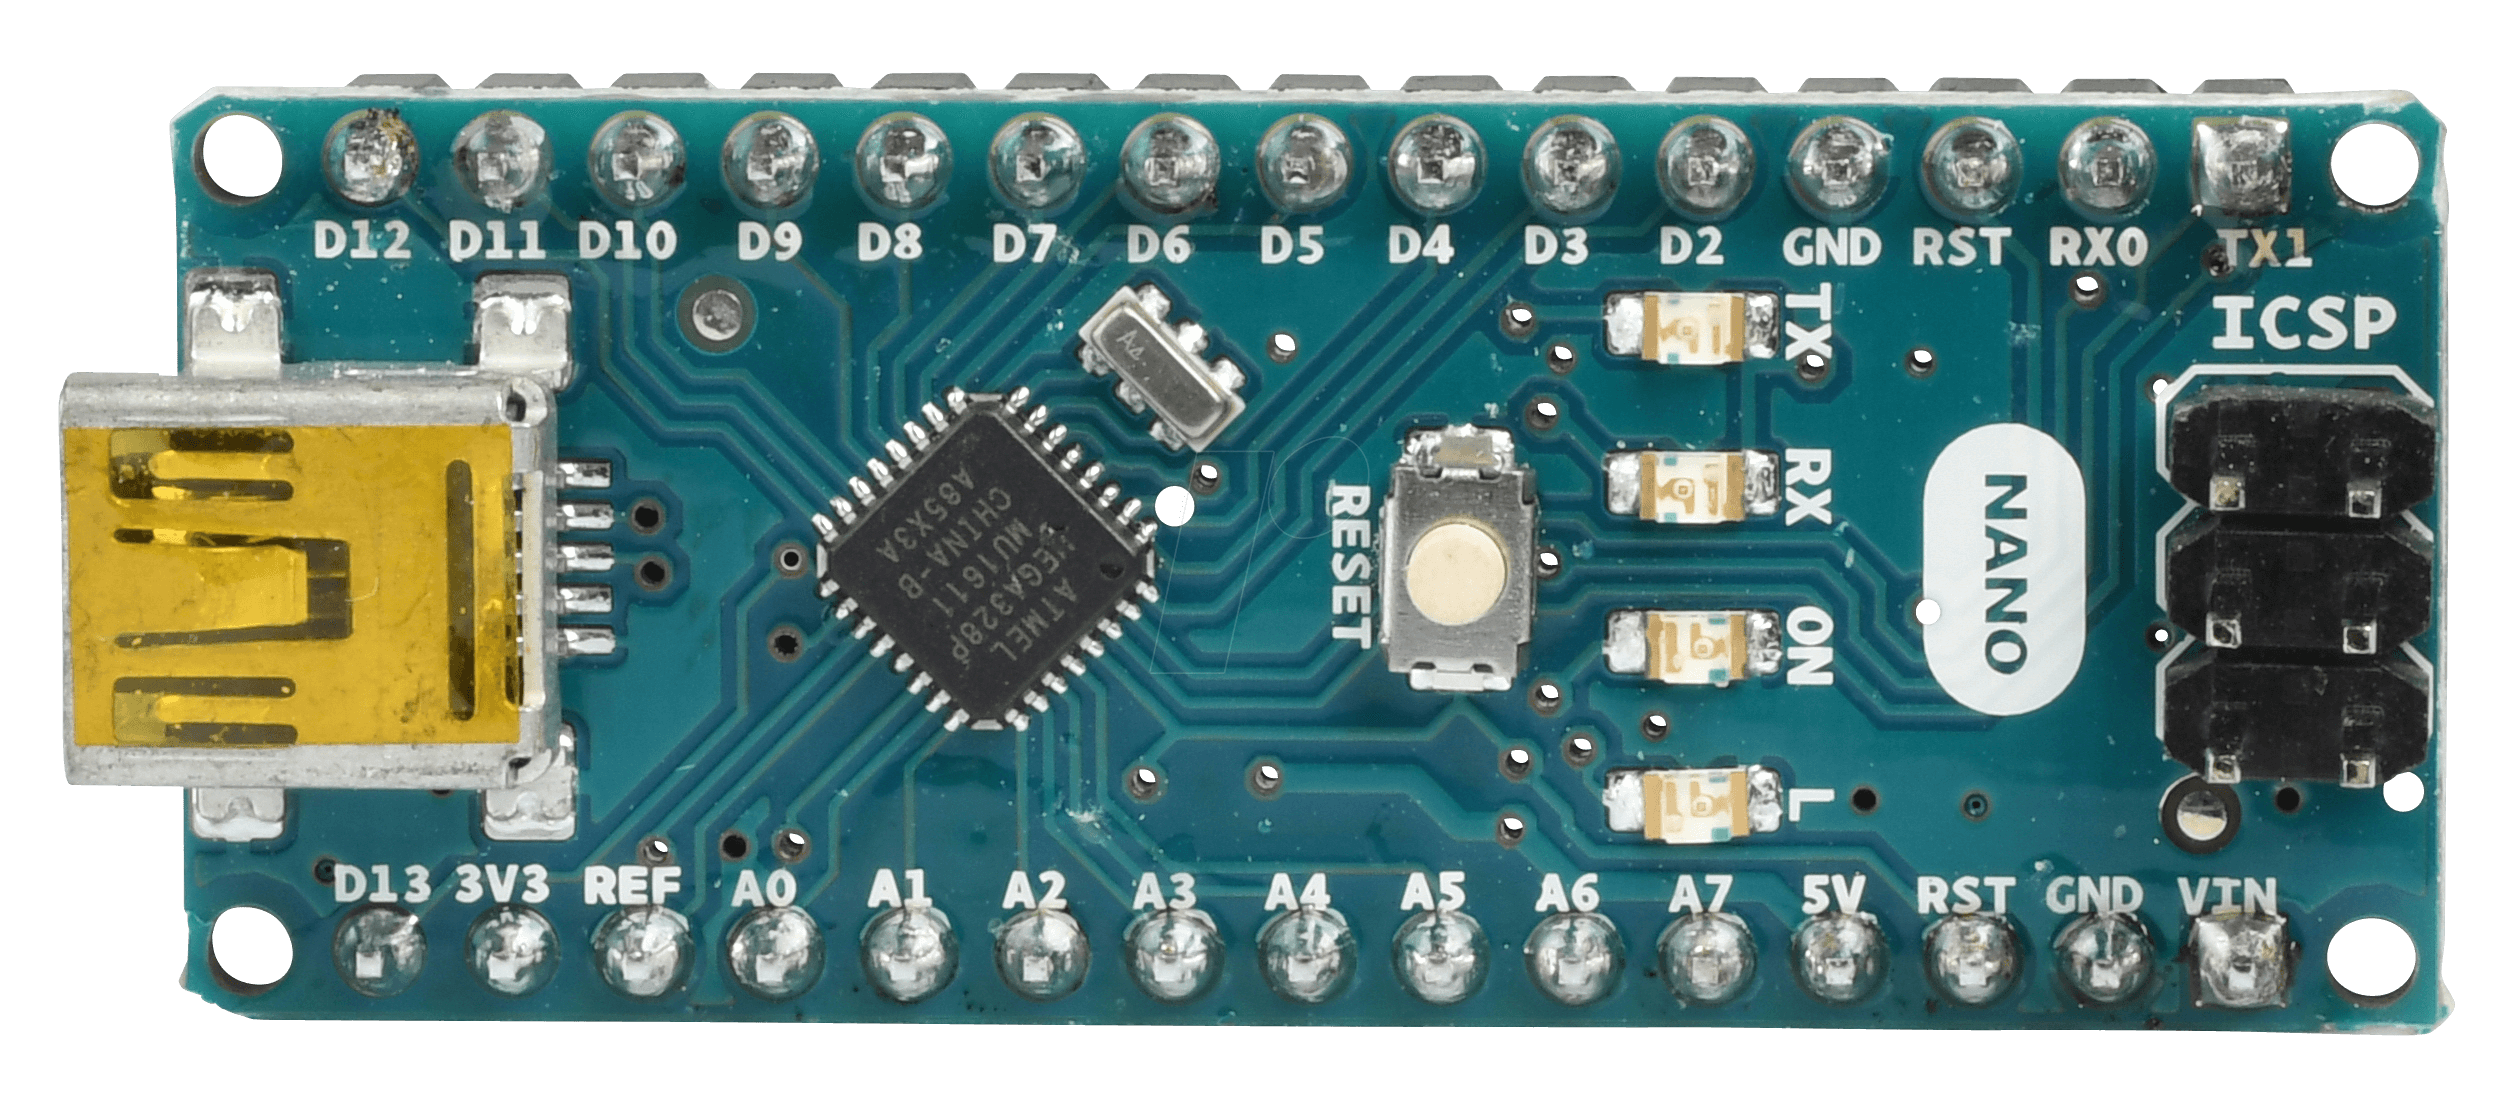 D12 D11 D10 D9 D8 D7 D6 D5 D4 D3 D2 GND RST RX0 TX1
ICSP
TX
RX
ON
L
RESET
NANO
ATMEL
MEGA328P
MU1611
CHINA-B
A85X3A
A4
D13 3V3 REF A0 A1 A2 A3 A4 A5 A6 A7 5V RST GND VIN